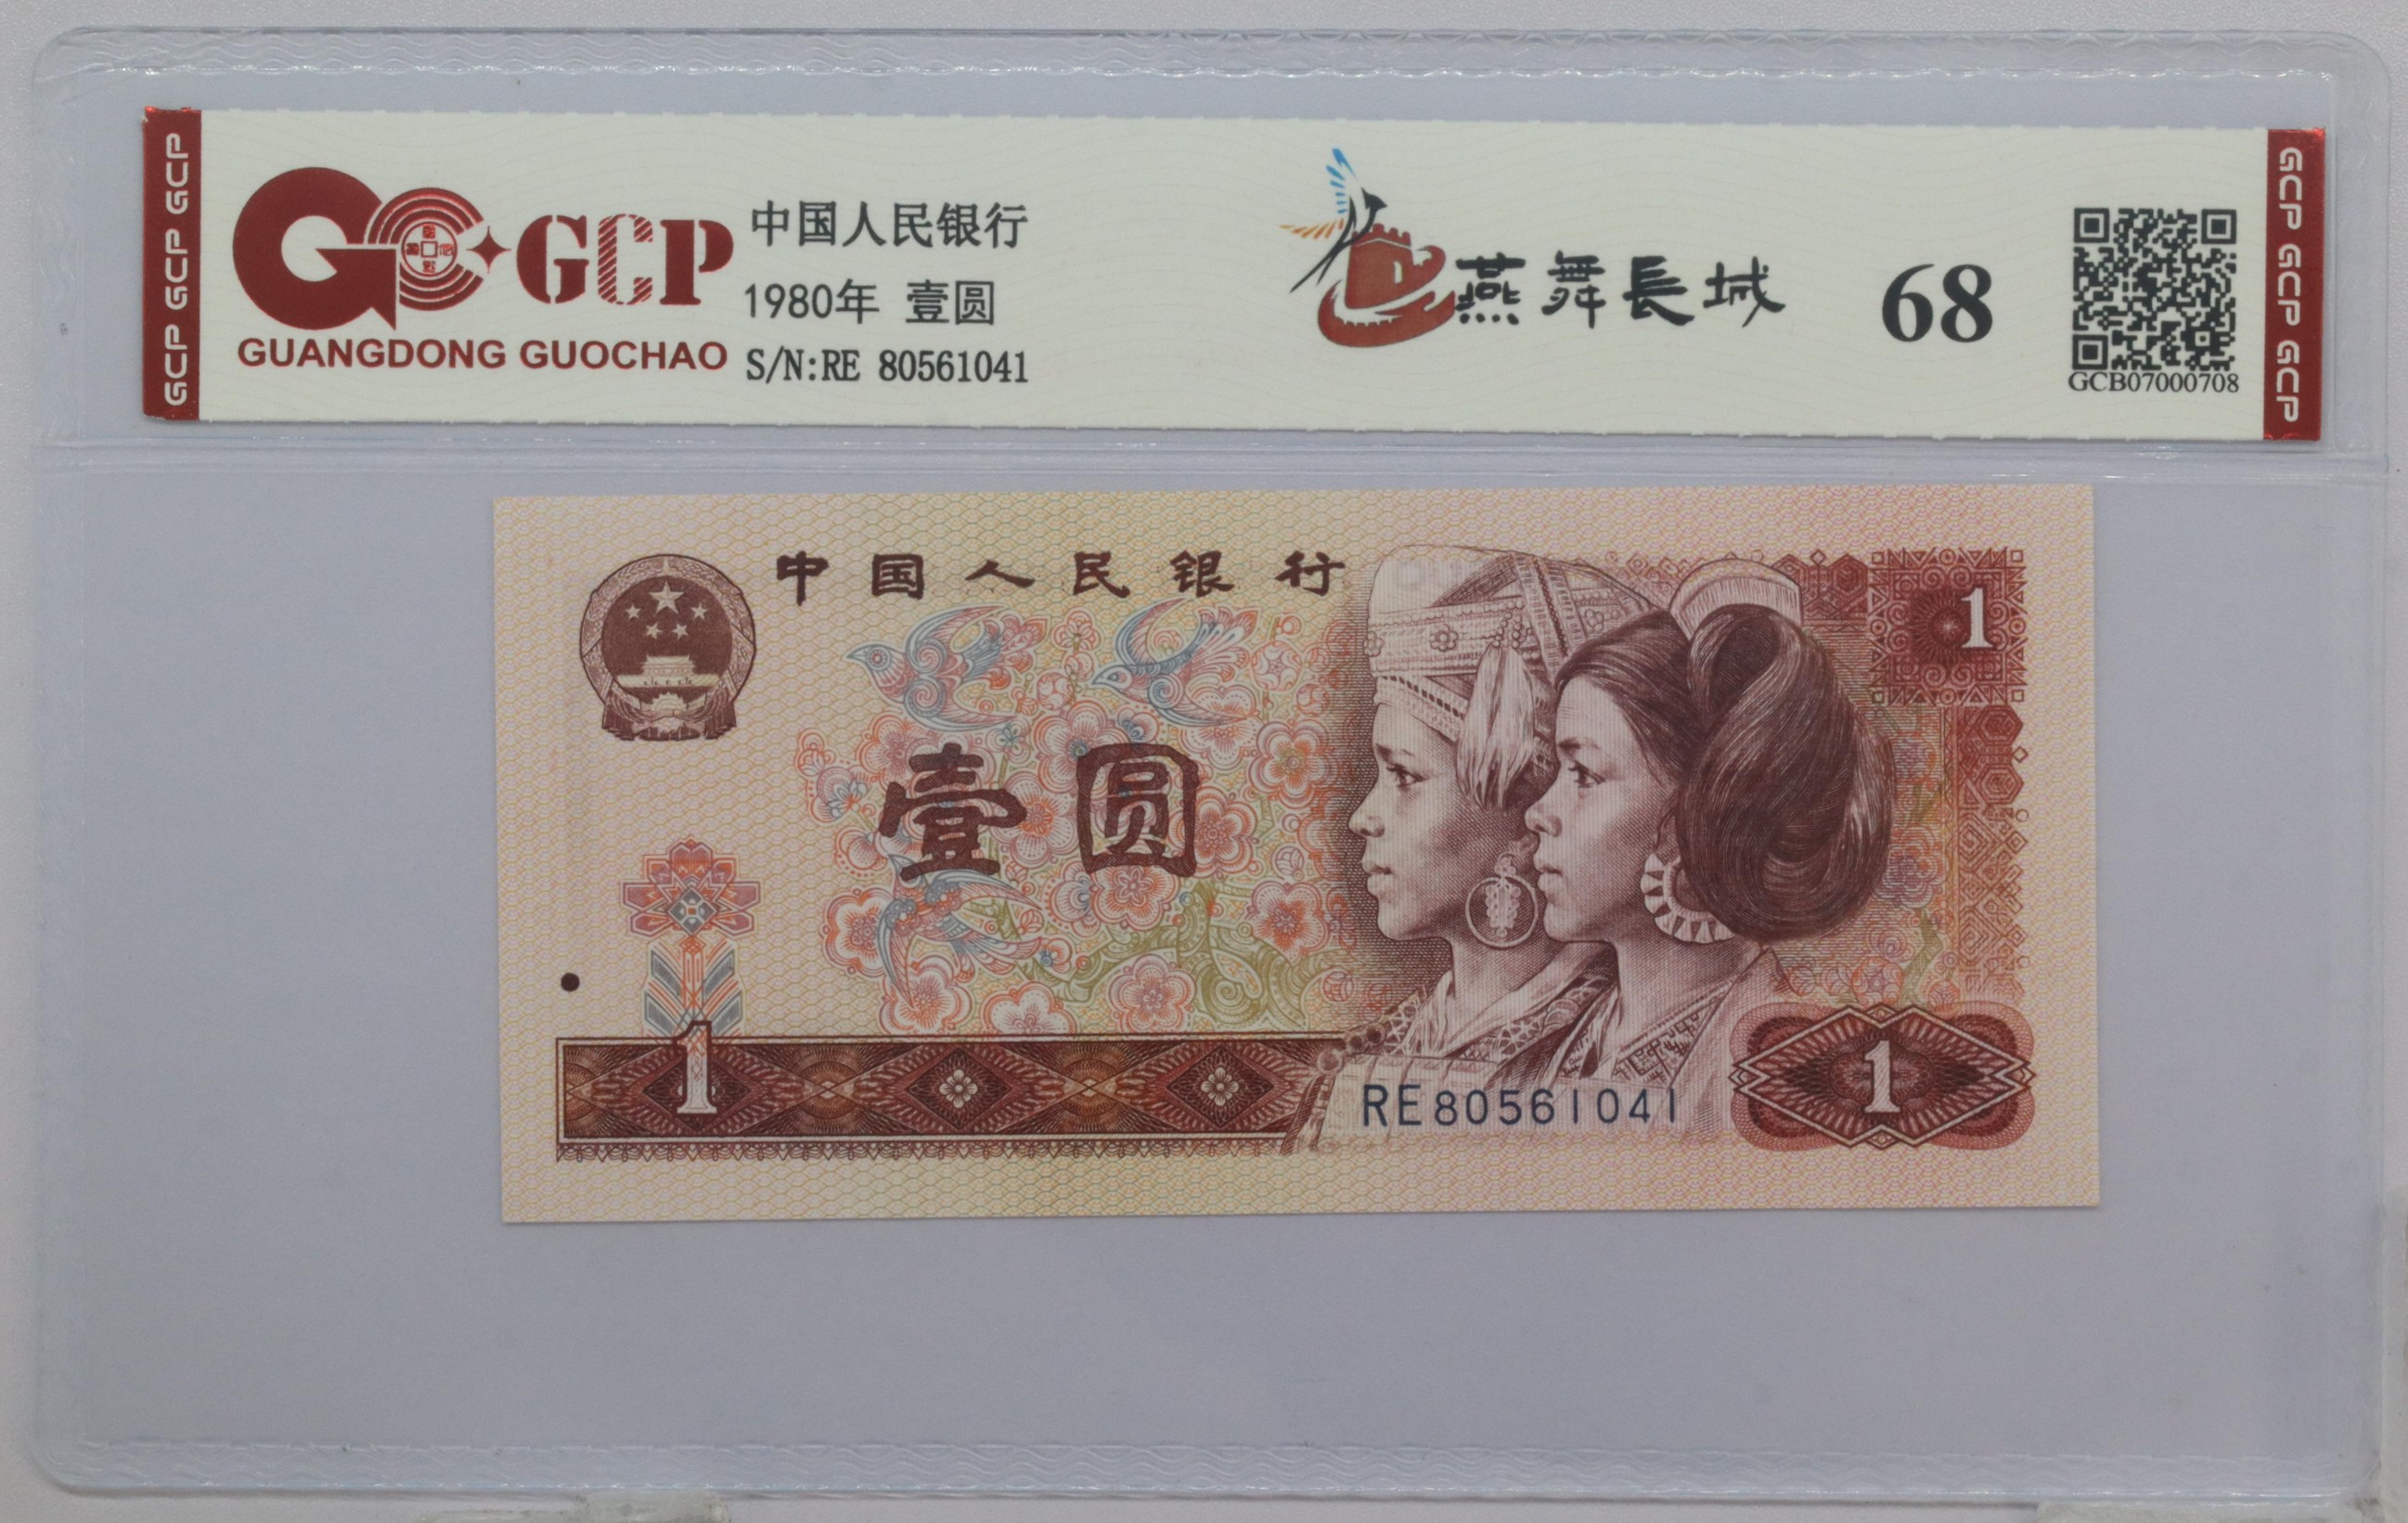 GCP GCP GCP
GCP
GUANGDONG GUOCHAO
中国人民银行
1980年 壹圆
S/N:RE 80561041
燕舞長城
68
GCB07000708
GCP GCP GCP
中国人民银行
1
壹圆
1
RE80561041
1